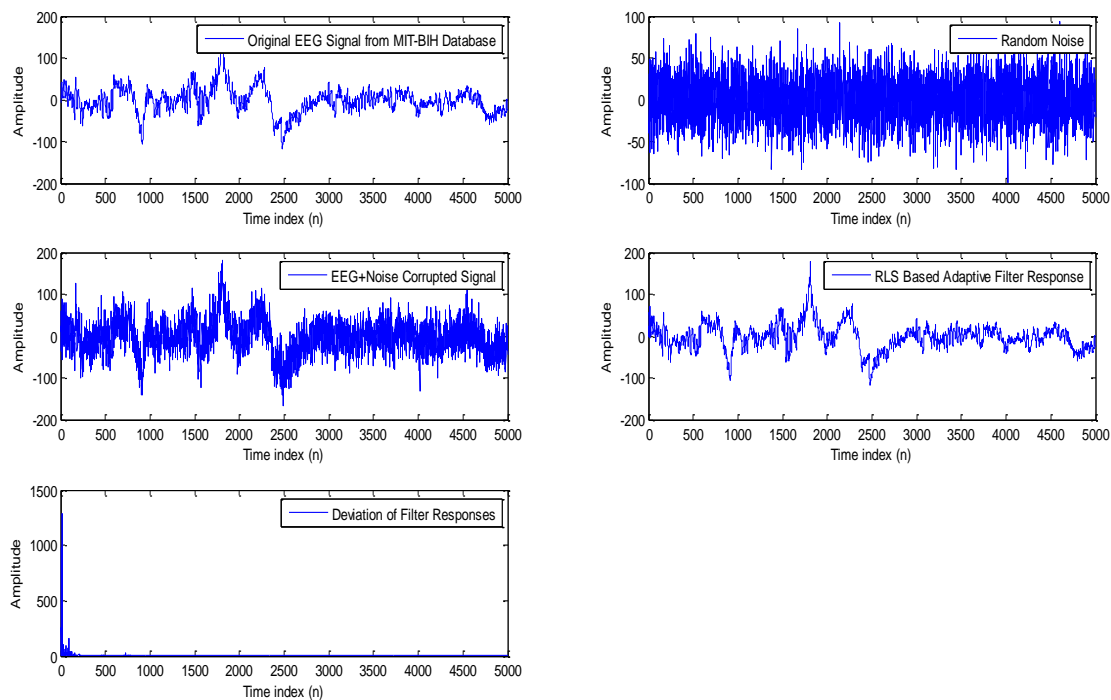 200
100
0
-100
-200
Amplitude
Original EEG Signal from MIT-BIH Database
0 500 1000 1500 2000 2500 3000 3500 4000 4500 5000
Time index (n)
100
50
0
-50
-100
Amplitude
Random Noise
0 500 1000 1500 2000 2500 3000 3500 4000 4500 5000
Time index (n)
200
100
0
-100
-200
Amplitude
EEG+Noise Corrupted Signal
0 500 1000 1500 2000 2500 3000 3500 4000 4500 5000
Time index (n)
200
100
0
-100
-200
Amplitude
RLS Based Adaptive Filter Response
0 500 1000 1500 2000 2500 3000 3500 4000 4500 5000
Time index (n)
1500
1000
500
0
Amplitude
Deviation of Filter Responses
0 500 1000 1500 2000 2500 3000 3500 4000 4500 5000
Time index (n)